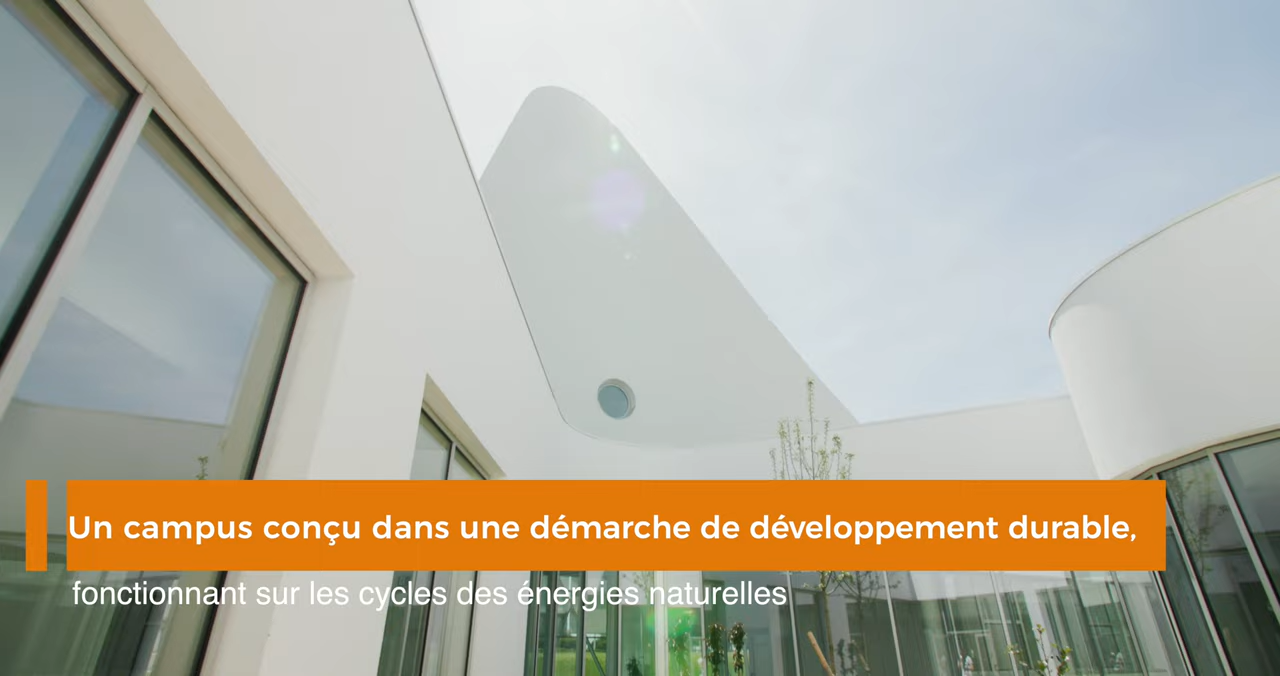 Un campus conçu dans une démarche de développement durable,
fonctionnant sur les cycles des énergies naturelles